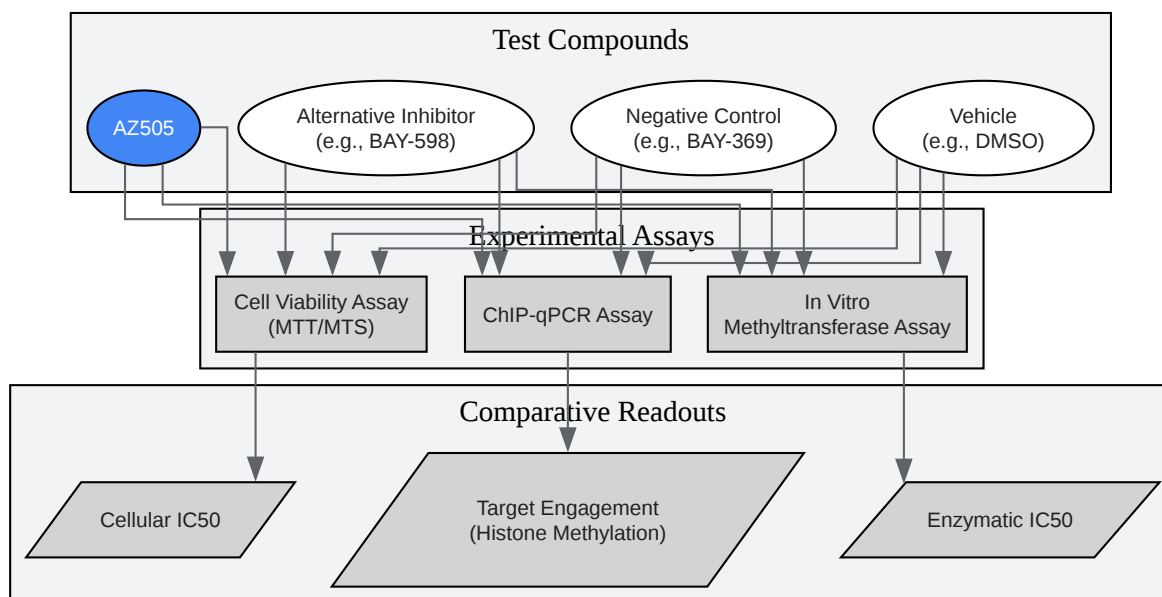 Test Compounds
AZ505
Alternative Inhibitor
(e.g., BAY-598)
Negative Control
(e.g., BAY-369)
Vehicle
(e.g., DMSO)
Experimental Assays
Cell Viability Assay
(MTT/MTS)
ChIP-qPCR Assay
In Vitro
Methyltransferase Assay
Comparative Readouts
Cellular IC50
Target Engagement
(Histone Methylation)
Enzymatic IC50